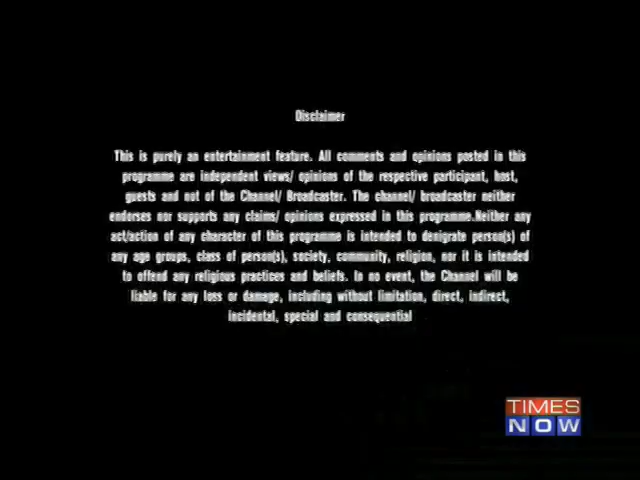 Disclaimer
This is purely an entertainment feature. All comments and opinions posted in this
programme are independent views/ opinions of the respective participant, host,
guests and not of the Channel/ Broadcaster. The channel/ broadcaster neither
endorses nor supports any claims/ opinions expressed in this programme.Neither any
act/action of any character of this programme is intended to denigrate person(s) of
any age groups, class of person(s), society, community, religion, nor it is intended
to offend any religious practices and beliefs. In no event, the Channel will be
liable for any loss or damage, including without limitation, direct, indirect,
incidental, special and consequential
TIMES
NOW